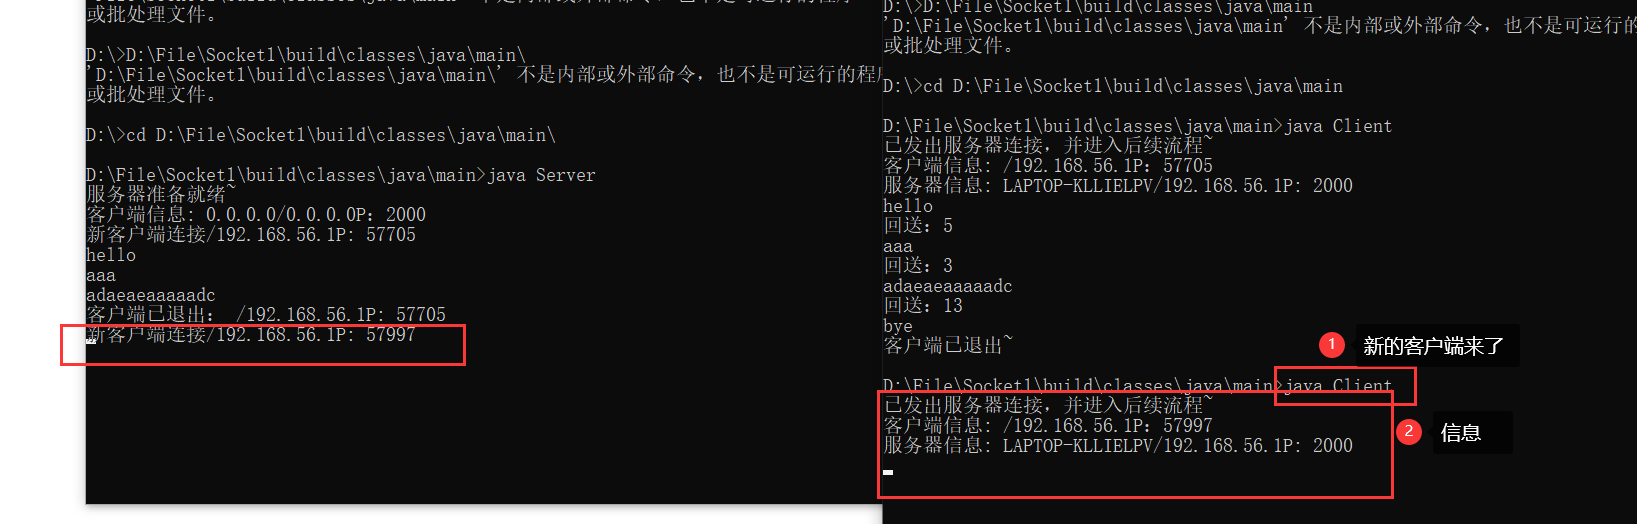 或批处理文件。
D:\>D:\File\Socket1\build\classes\java\main\
'D:\File\Socket1\build\classes\java\main\' 不是内部或外部命令，也不是可运行的程
或批处理文件。
D:\>cd D:\File\Socket1\build\classes\java\main\
D:\File\Socket1\build\classes\java\main>java Server
服务器准备就绪~
客户端信息: 0.0.0.0/0.0.0.0P: 2000
新客户端连接/192.168.56.1P: 57705
hello
aaa
adaeaeaaaaadc
客户端已退出： /192.168.56.1P: 57705
新客户端连接/192.168.56.1P: 57997
D:\>D:\File\Socket1\build\classes\java\main
'D:\File\Socket1\build\classes\java\main' 不是内部或外部命令，也不是可运行的
或批处理文件。
D:\>cd D:\File\Socket1\build\classes\java\main
D:\File\Socket1\build\classes\java\main>java Client
已发出服务器连接，并进入后续流程~
客户端信息: /192.168.56.1P: 57705
服务器信息: LAPTOP-KLLIELPV/192.168.56.1P: 2000
hello
回送: 5
aaa
回送: 3
adaeaeaaaaadc
回送: 13
bye
客户端已退出~
1 新的客户端来了
D:\File\Socket1\build\classes\java\main>java Client
已发出服务器连接，并进入后续流程~
客户端信息: /192.168.56.1P: 57997
服务器信息: LAPTOP-KLLIELPV/192.168.56.1P: 2000
2 信息